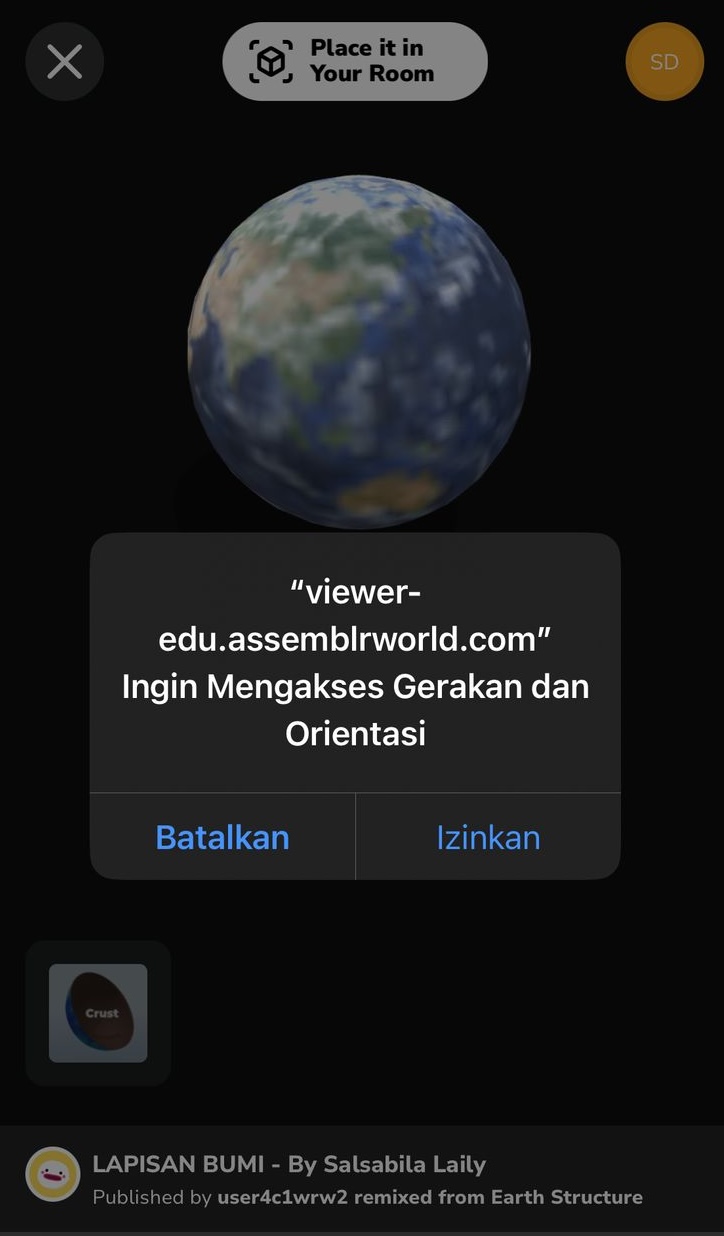 Place it in
Your Room
SD
“viewer-
edu.assemblrworld.com”
Ingin Mengakses Gerakan dan
Orientasi
Batalkan
Izinkan
Crust
LAPISAN BUMI - By Salsabila Laily
Published by user4c1wrw2 remixed from Earth Structure